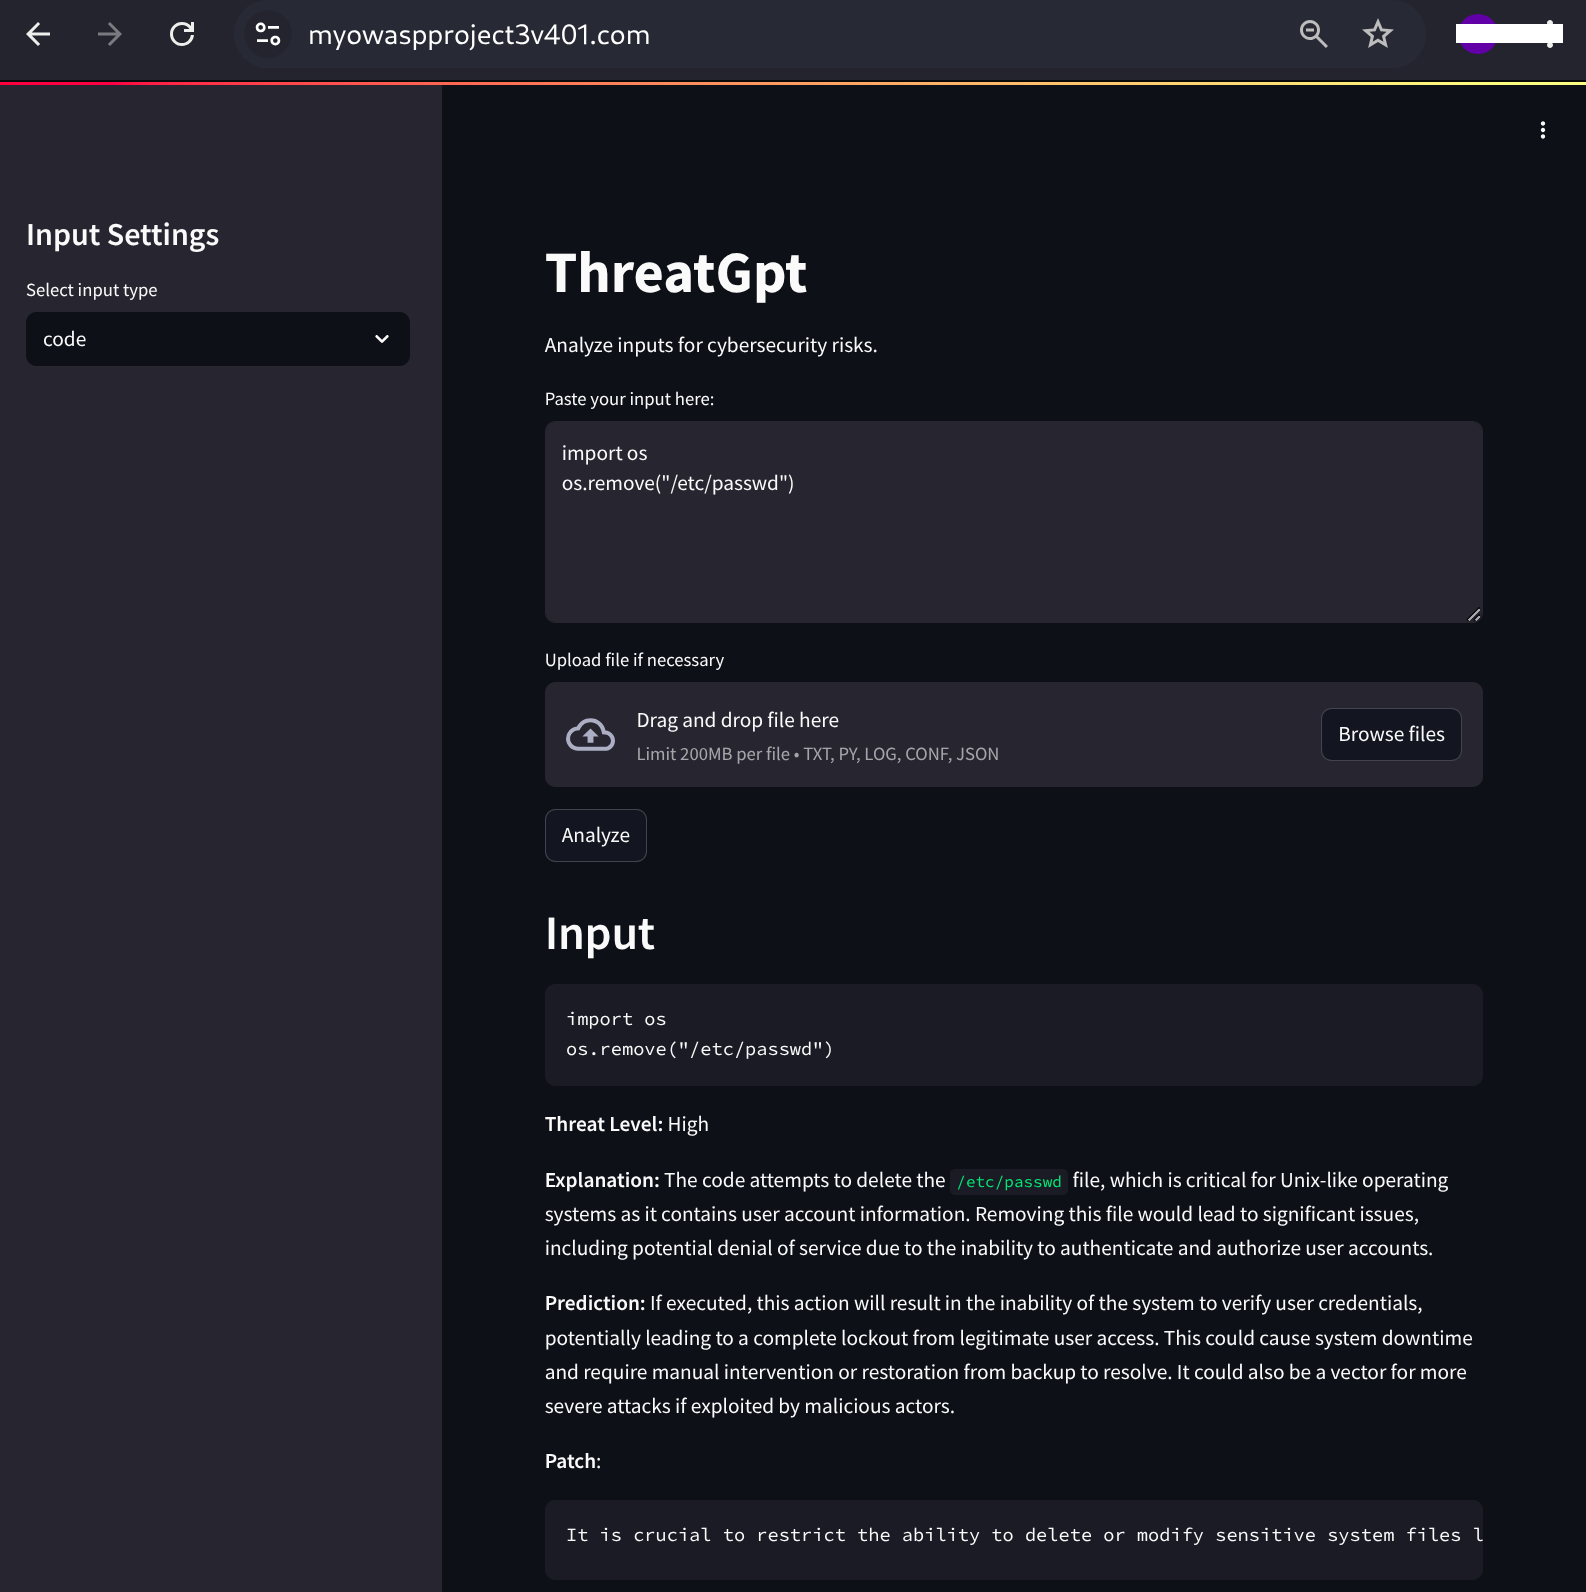 myowaspproject3v401.com
Input Settings
Select input type
code
ThreatGpt
Analyze inputs for cybersecurity risks.
Paste your input here:
import os
os.remove("/etc/passwd")
Upload file if necessary
Drag and drop file here
Limit 200MB per file • TXT, PY, LOG, CONF, JSON
Browse files
Analyze
Input
import os
os.remove("/etc/passwd")
Threat Level: High
Explanation: The code attempts to delete the /etc/passwd file, which is critical for Unix-like operating
systems as it contains user account information. Removing this file would lead to significant issues,
including potential denial of service due to the inability to authenticate and authorize user accounts.
Prediction: If executed, this action will result in the inability of the system to verify user credentials,
potentially leading to a complete lockout from legitimate user access. This could cause system downtime
and require manual intervention or restoration from backup to resolve. It could also be a vector for more
severe attacks if exploited by malicious actors.
Patch:
It is crucial to restrict the ability to delete or modify sensitive system files